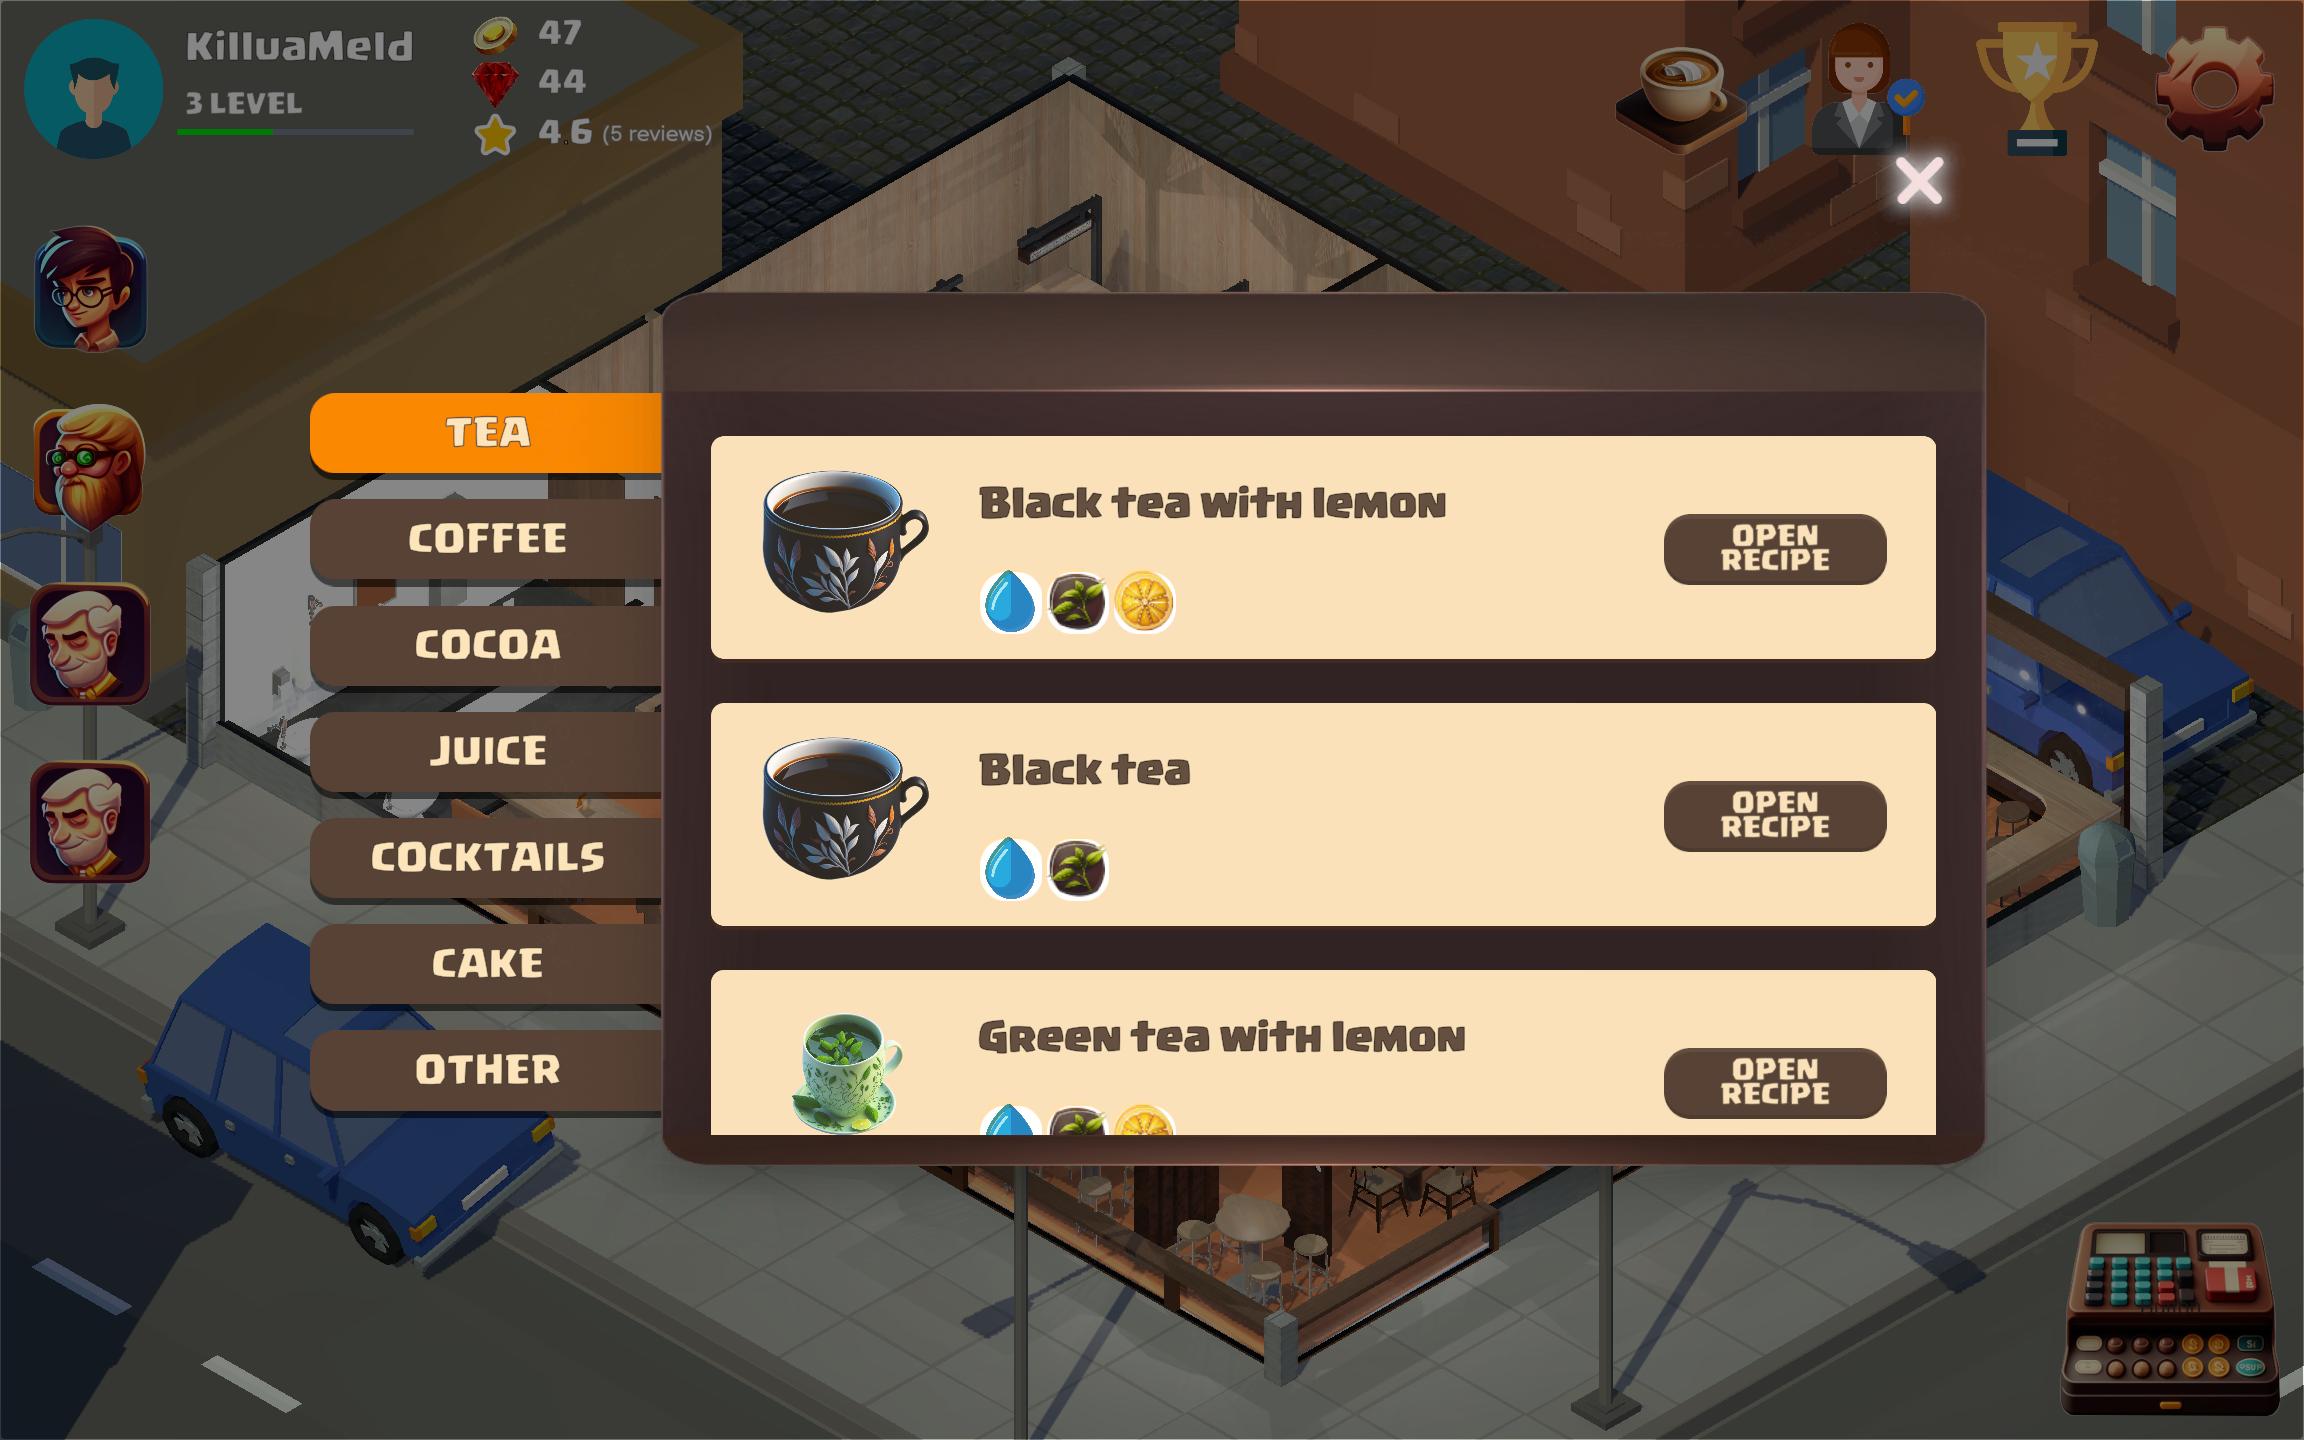 KilluaMeld
3 LEVEL
47
44
4.6 (5 reviews)
TEA
COFFEE
COCOA
JUICE
COCKTAILS
CAKE
OTHER
Black tea with lemon
OPEN
RECIPE
Black tea
OPEN
RECIPE
Green tea with lemon
OPEN
RECIPE